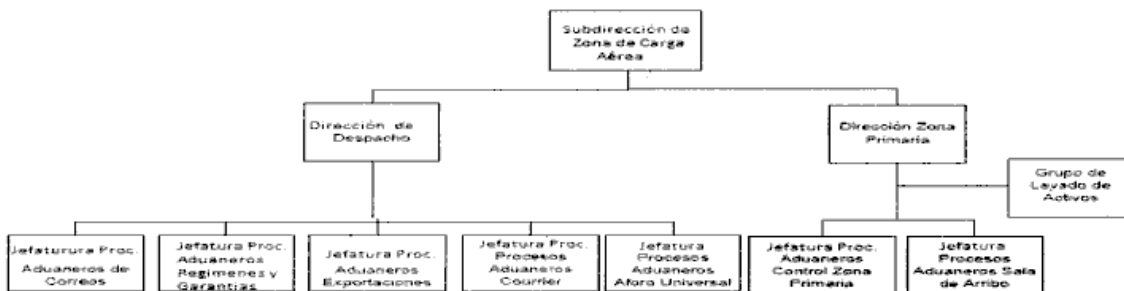 Subdirección de
Zona de Carga
Aérea
Dirección de
Despacho
Dirección Zona
Primaria
Grupo de
Lavado de
Activos
Jefaturura Proc.
Aduaneros de
Correos
Jefatura Proc.
Aduaneros
Regimenes y
Garantias
Jefatura Proc.
Aduaneros
Exportaciones
Jefatura Proc.
Procesos
Aduaneros
Courrier
Jefatura
Procesos
Aduaneros
Aforo Universal
Jefatura Proc.
Aduaneros
Control Zona
Primaria
Jefatura
Procesos
Aduaneros Sala
de Arribo